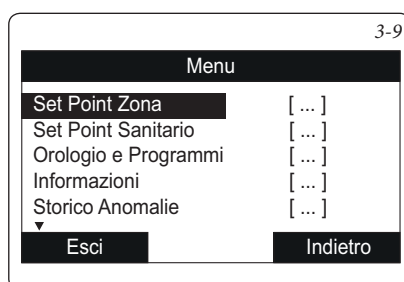 3-9
Menu
Set Point Zona [ ... ]
Set Point Sanitario [ ... ]
Orologio e Programmi [ ... ]
Informazioni [ ... ]
Storico Anomalie [ ... ]
▼
Esci Indietro